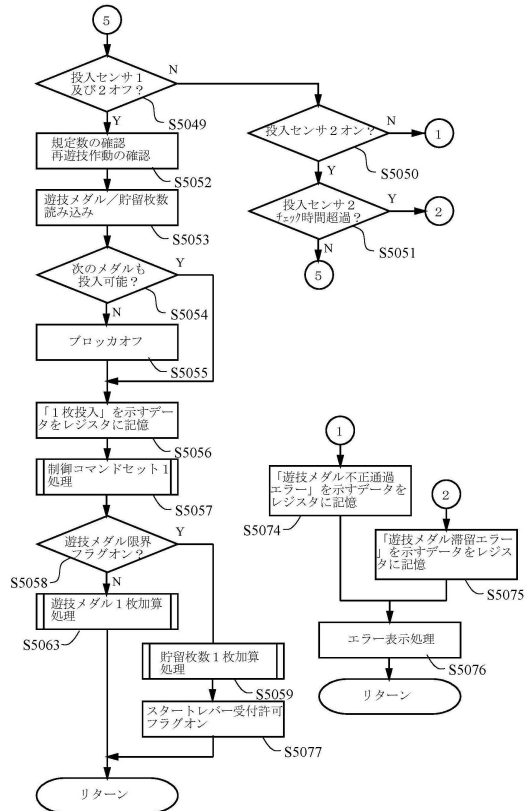 5
投入センサ1
及び2オフ?
N
S5049
Y
規定数の確認
再遊技作動の確認
S5052
遊技メダル/貯留枚数
読み込み
S5053
次のメダルも
投入可能?
Y
S5054
N
ブロッカオフ
S5055
「1枚投入」を示すデー
タをレジスタに記憶
S5056
制御コマンドセット1
処理
S5057
遊技メダル限界
フラグオン?
Y
S5058
N
遊技メダル1枚加算
処理
S5063
貯留枚数1枚加算
処理
S5059
スタートレバー受付許可
フラグオン
S5077
リターン
投入センサ2オン?
N
1
S5050
Y
投入センサ2
チェック時間超過?
Y
2
S5051
N
5
1
「遊技メダル不正通過
エラー」を示すデータを
レジスタに記憶
S5074
2
「遊技メダル滞留エラー
」を示すデータをレジス
タに記憶
S5075
エラー表示処理
S5076
リターン